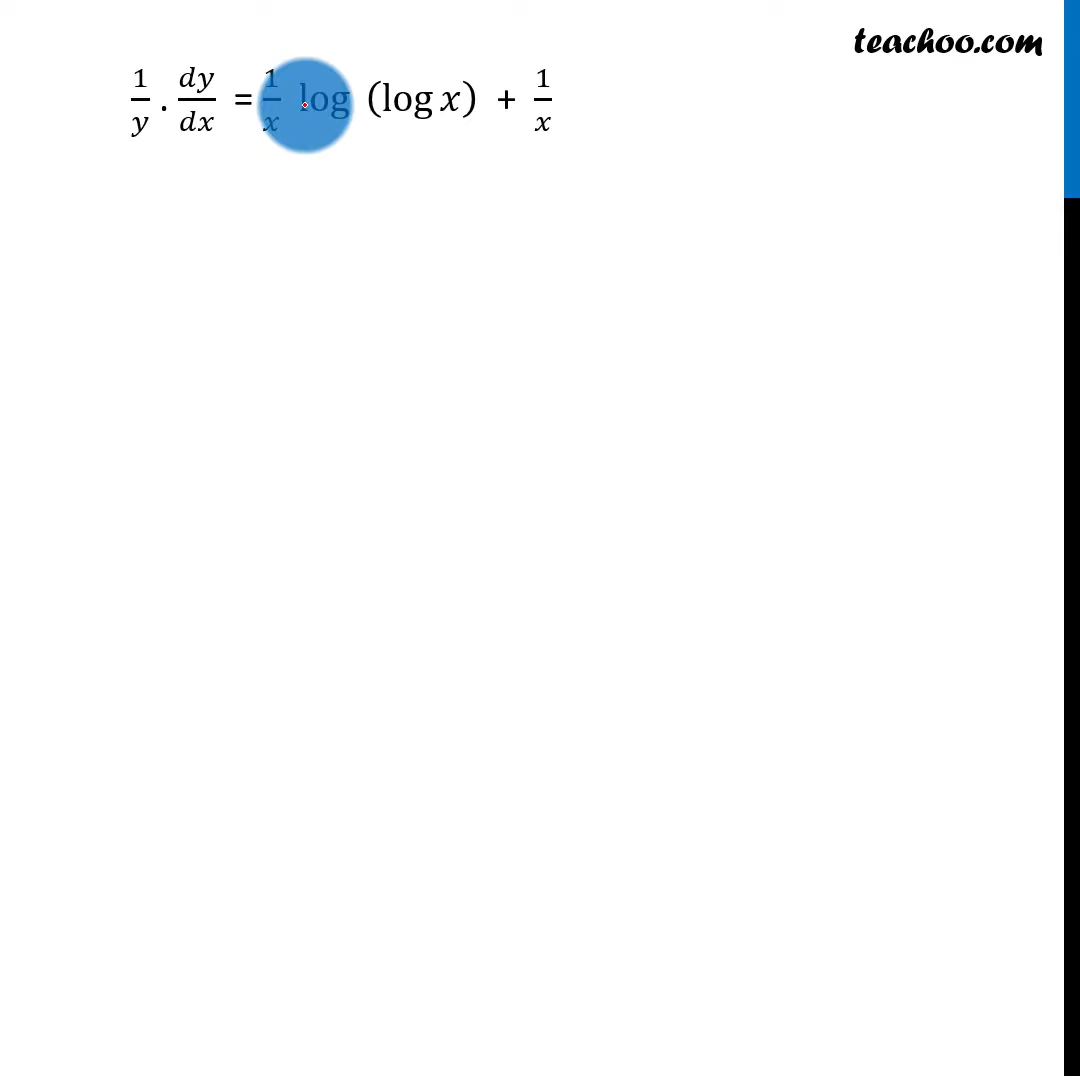 teachoo.com
1/y . dy/dx = 1/x log (log x) + 1/x